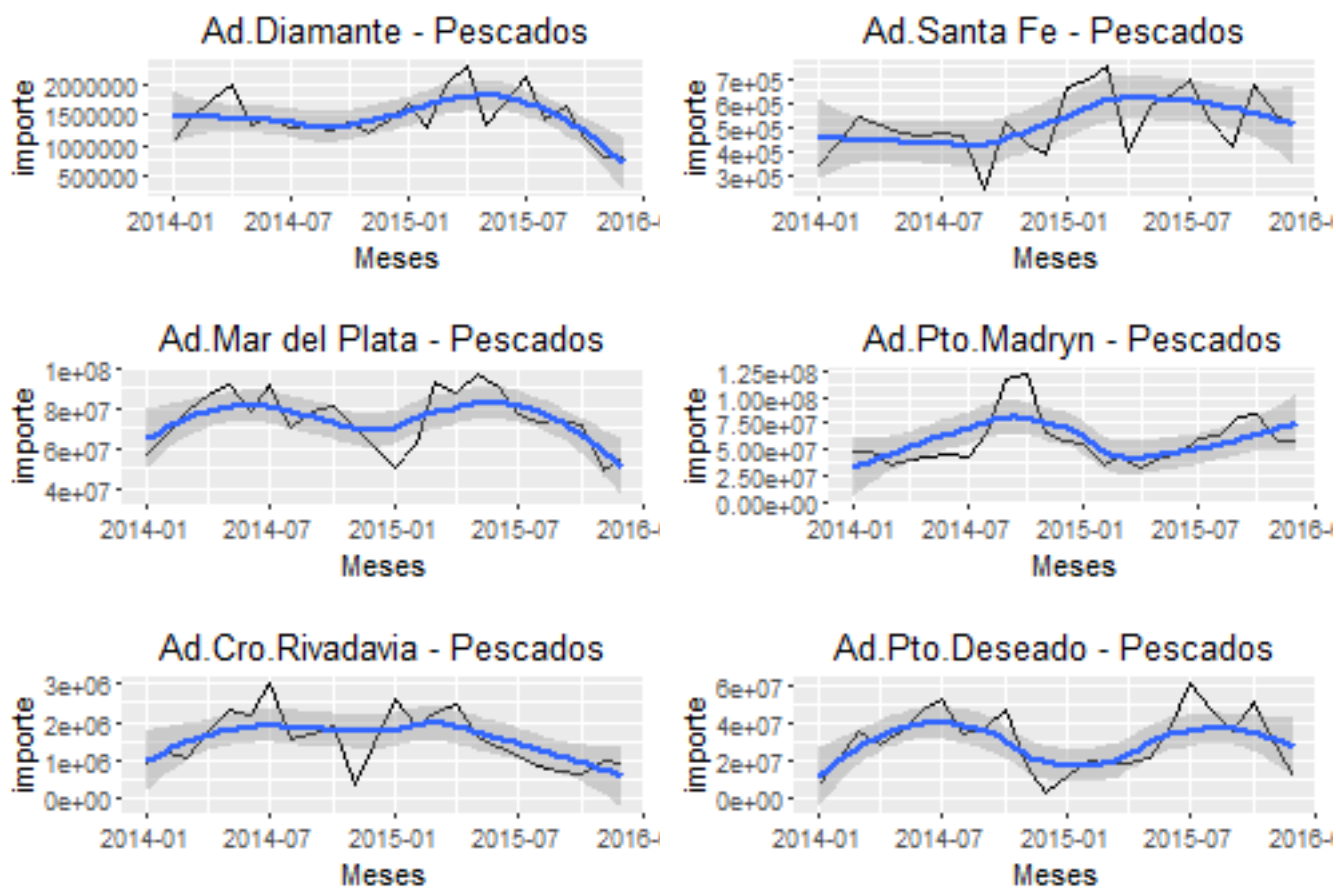 Ad.Diamante - Pescados
importe
2000000
1500000
1000000
500000
2014-01 2014-07 2015-01 2015-07 2016-
Meses
Ad.Santa Fe - Pescados
importe
7e+05
6e+05
5e+05
4e+05
3e+05
2014-01 2014-07 2015-01 2015-07 2016-
Meses
Ad.Mar del Plata - Pescados
importe
1e+08
8e+07
6e+07
4e+07
2014-01 2014-07 2015-01 2015-07 2016-
Meses
Ad.Pto.Madryn - Pescados
importe
1.25e+08
1.00e+08
7.50e+07
5.00e+07
2.50e+07
0.00e+00
2014-01 2014-07 2015-01 2015-07 2016-
Meses
Ad.Cro.Rivadavia - Pescados
importe
3e+06
2e+06
1e+06
0e+00
2014-01 2014-07 2015-01 2015-07 2016-
Meses
Ad.Pto.Deseado - Pescados
importe
6e+07
4e+07
2e+07
0e+00
2014-01 2014-07 2015-01 2015-07 2016-
Meses